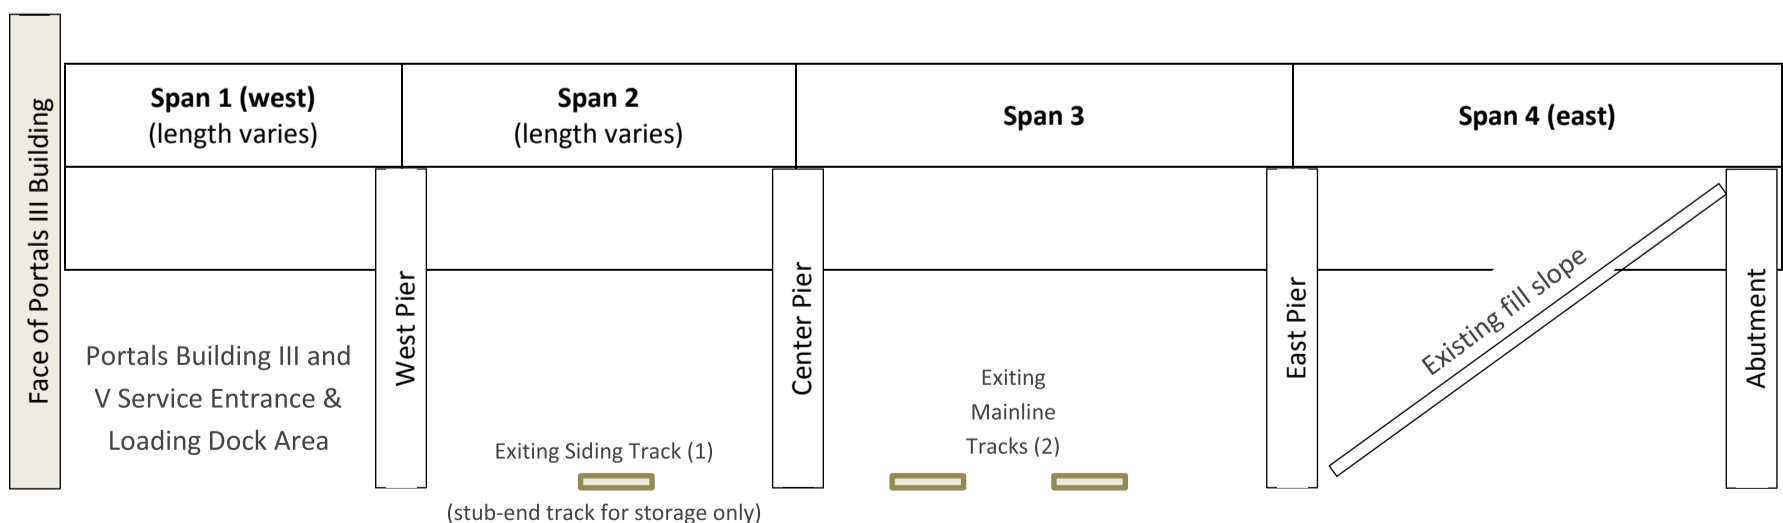 Face of Portals III Building
Span 1 (west)
(length varies)
Span 2
(length varies)
Span 3
Span 4 (east)
West Pier
Center Pier
East Pier
Abutment
Portals Building III and
V Service Entrance &
Loading Dock Area
Exiting Siding Track (1)
(stub-end track for storage only)
Exiting
Mainline
Tracks (2)
Existing fill slope